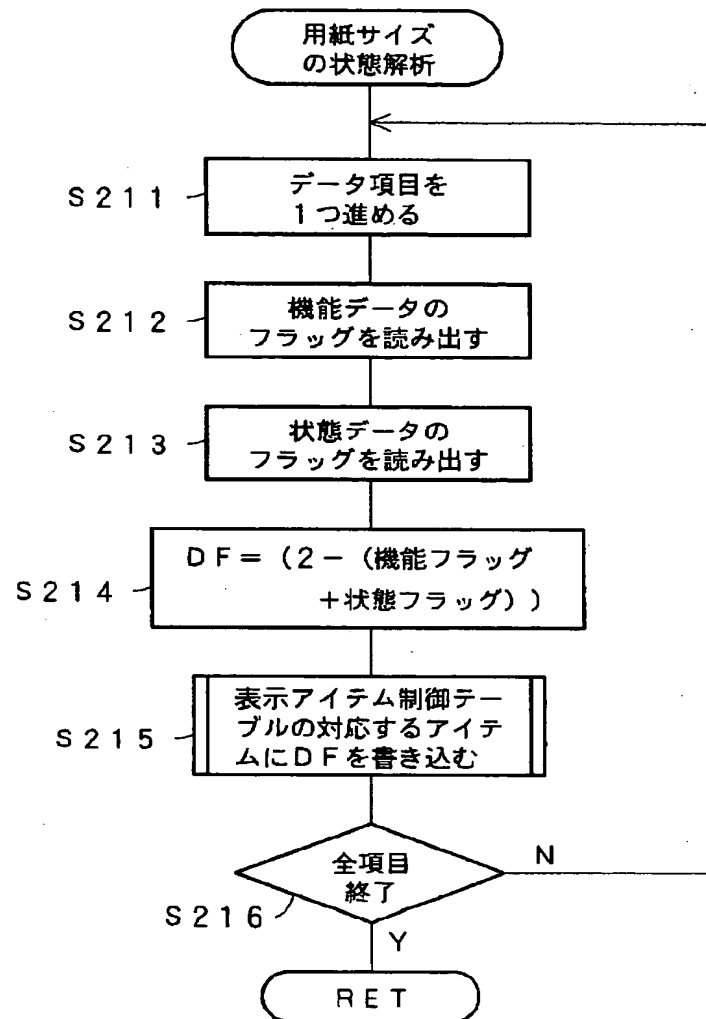 用紙サイズ
の状態解析
S211
データ項目を
1つ進める
S212
機能データの
フラッグを読み出す
S213
状態データの
フラッグを読み出す
S214
DF=(2-(機能フラッグ
+状態フラッグ))
S215
表示アイテム制御テー
ブルの対応するアイテ
ムにDFを書き込む
全項目
終了
N
S216
Y
RET